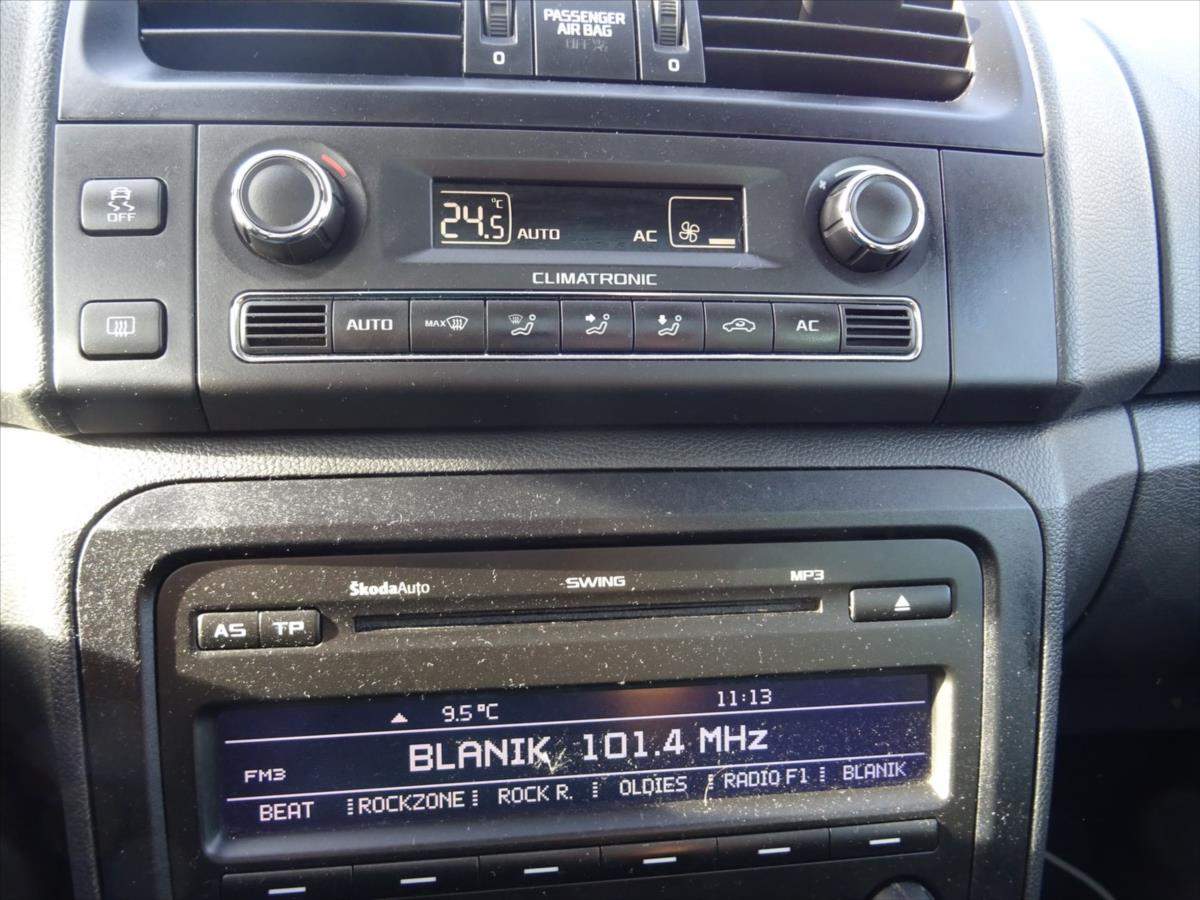 PASSENGER
AIR BAG
OFF
0
0
OFF
24.5 °C AUTO AC
CLIMATRONIC
AUTO MAX AC
ŠkodaAuto SWING MP3
AS TP
9.5 °C 11:13
BLANIK 101.4 MHz
FM3
BEAT ROCKZONE ROCK R. OLDIES RADIO F1 BLANIK